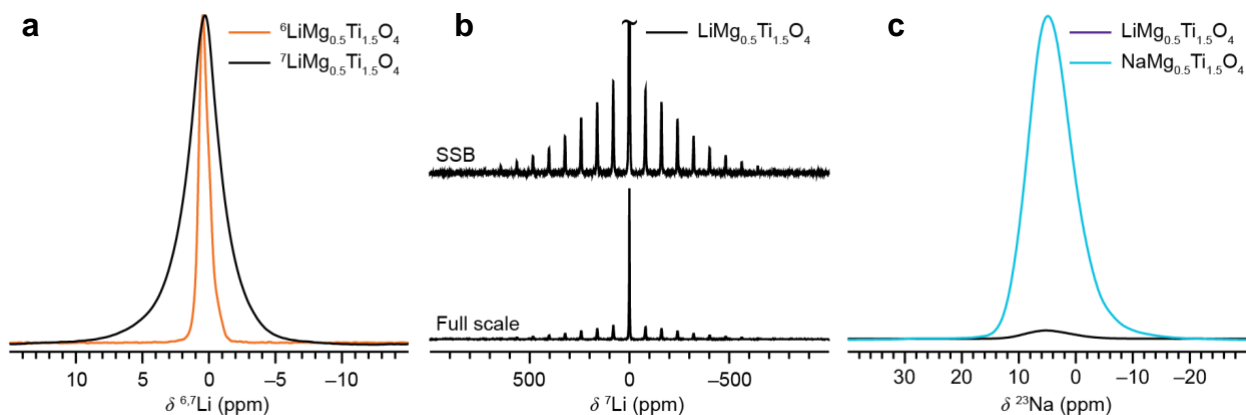 a
⁶LiMg₀.₅Ti₁.₅O₄
⁷LiMg₀.₅Ti₁.₅O₄
10 5 0 −5 −10
δ ⁶,⁷Li (ppm)
b
LiMg₀.₅Ti₁.₅O₄
SSB
Full scale
500 0 −500
δ ⁷Li (ppm)
c
LiMg₀.₅Ti₁.₅O₄
NaMg₀.₅Ti₁.₅O₄
30 20 10 0 −10 −20
δ ²³Na (ppm)